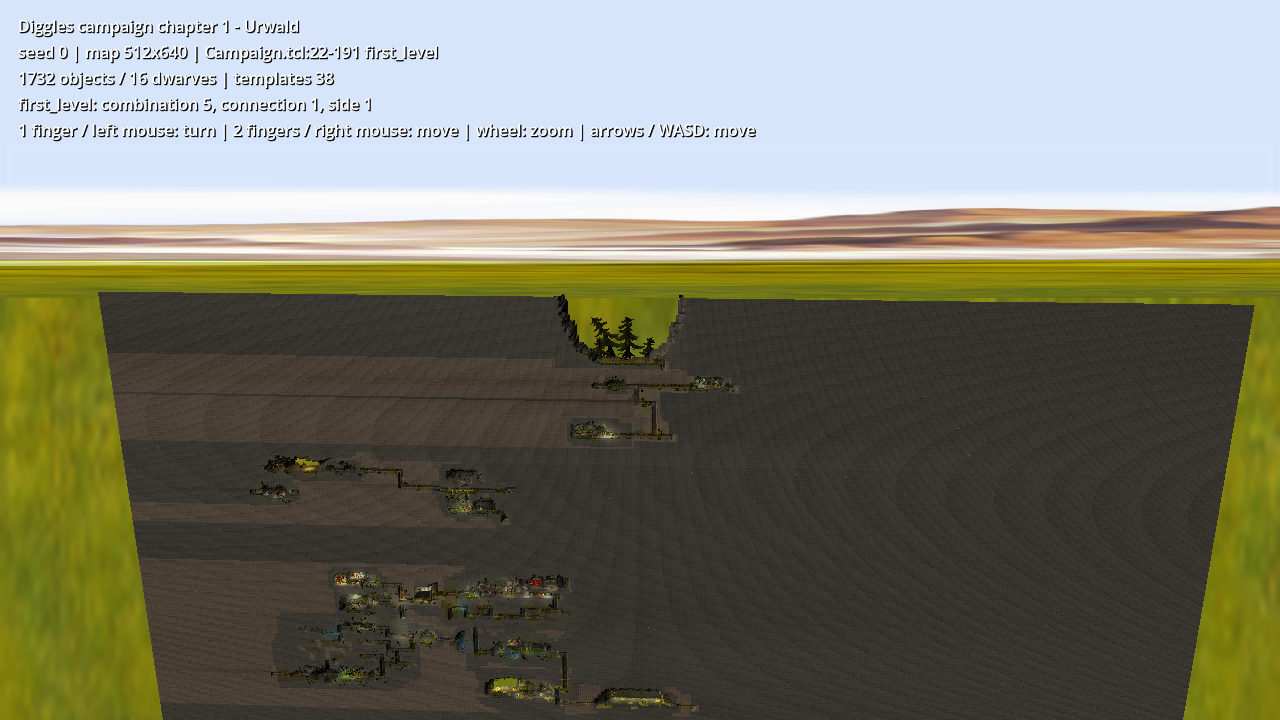 Diggles campaign chapter 1 - Urwald
seed 0 | map 512x640 | Campaign.tcl:22-191 first_level
1732 objects / 16 dwarves | templates 38
first_level: combination 5, connection 1, side 1
1 finger / left mouse: turn | 2 fingers / right mouse: move | wheel: zoom | arrows / WASD: move